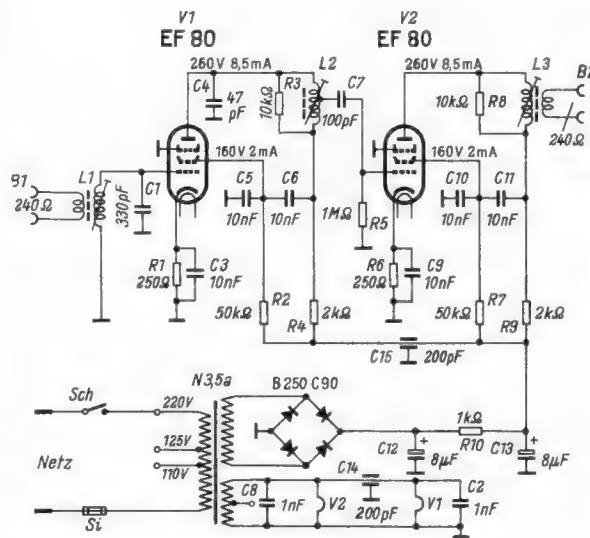 V1
EF 80
V2
EF 80
260V 8,5mA
L2
260V 8,5mA
L3
C4
47
pF
R3
10kΩ
C7
100pF
10kΩ
R8
B2
240Ω
160V 2mA
160V 2mA
B1
240Ω
L1
C1
330pF
C5
C6
10nF
10nF
1MΩ
R5
C10
C11
10nF
10nF
R1
250Ω
C3
10nF
R2
50kΩ
R4
2kΩ
R6
250Ω
C9
10nF
R7
50kΩ
R9
2kΩ
C15
200pF
Sch
N3,5a
B250 C90
220V
125V
110V
Netz
Si
1kΩ
R10
C12
+
8μF
C13
+
8μF
C8
1nF
V2
C14
200pF
V1
C2
1nF